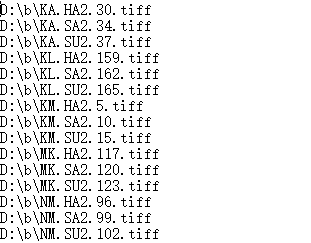 D:\b\KA.HA2.30.tiff
D:\b\KA.SA2.34.tiff
D:\b\KA.SU2.37.tiff
D:\b\KL.HA2.159.tiff
D:\b\KL.SA2.162.tiff
D:\b\KL.SU2.165.tiff
D:\b\KM.HA2.5.tiff
D:\b\KM.SA2.10.tiff
D:\b\KM.SU2.15.tiff
D:\b\MK.HA2.117.tiff
D:\b\MK.SA2.120.tiff
D:\b\MK.SU2.123.tiff
D:\b\NM.HA2.96.tiff
D:\b\NM.SA2.99.tiff
D:\b\NM.SU2.102.tiff